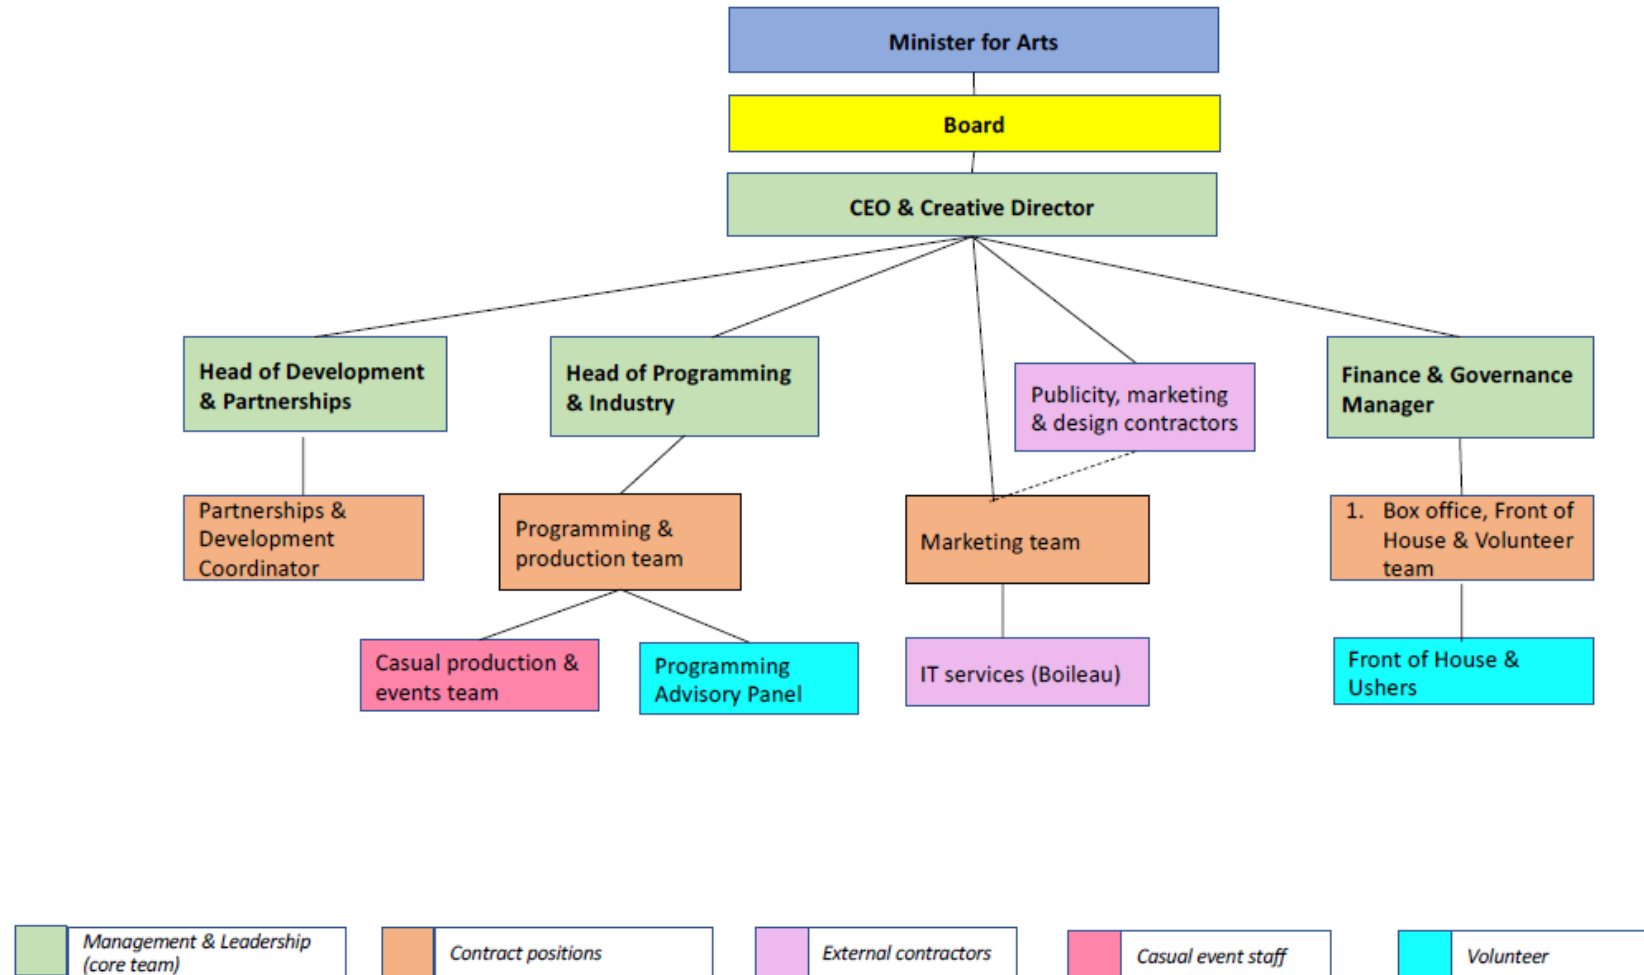 Minister for Arts
Board
CEO & Creative Director
Head of Development
& Partnerships
Head of Programming
& Industry
Publicity, marketing
& design contractors
Finance & Governance
Manager
Partnerships &
Development
Coordinator
Programming &
production team
Marketing team
1. Box office, Front of
House & Volunteer
team
Casual production &
events team
Programming
Advisory Panel
IT services (Boileau)
Front of House &
Ushers
Management & Leadership
(core team)
Contract positions
External contractors
Casual event staff
Volunteer